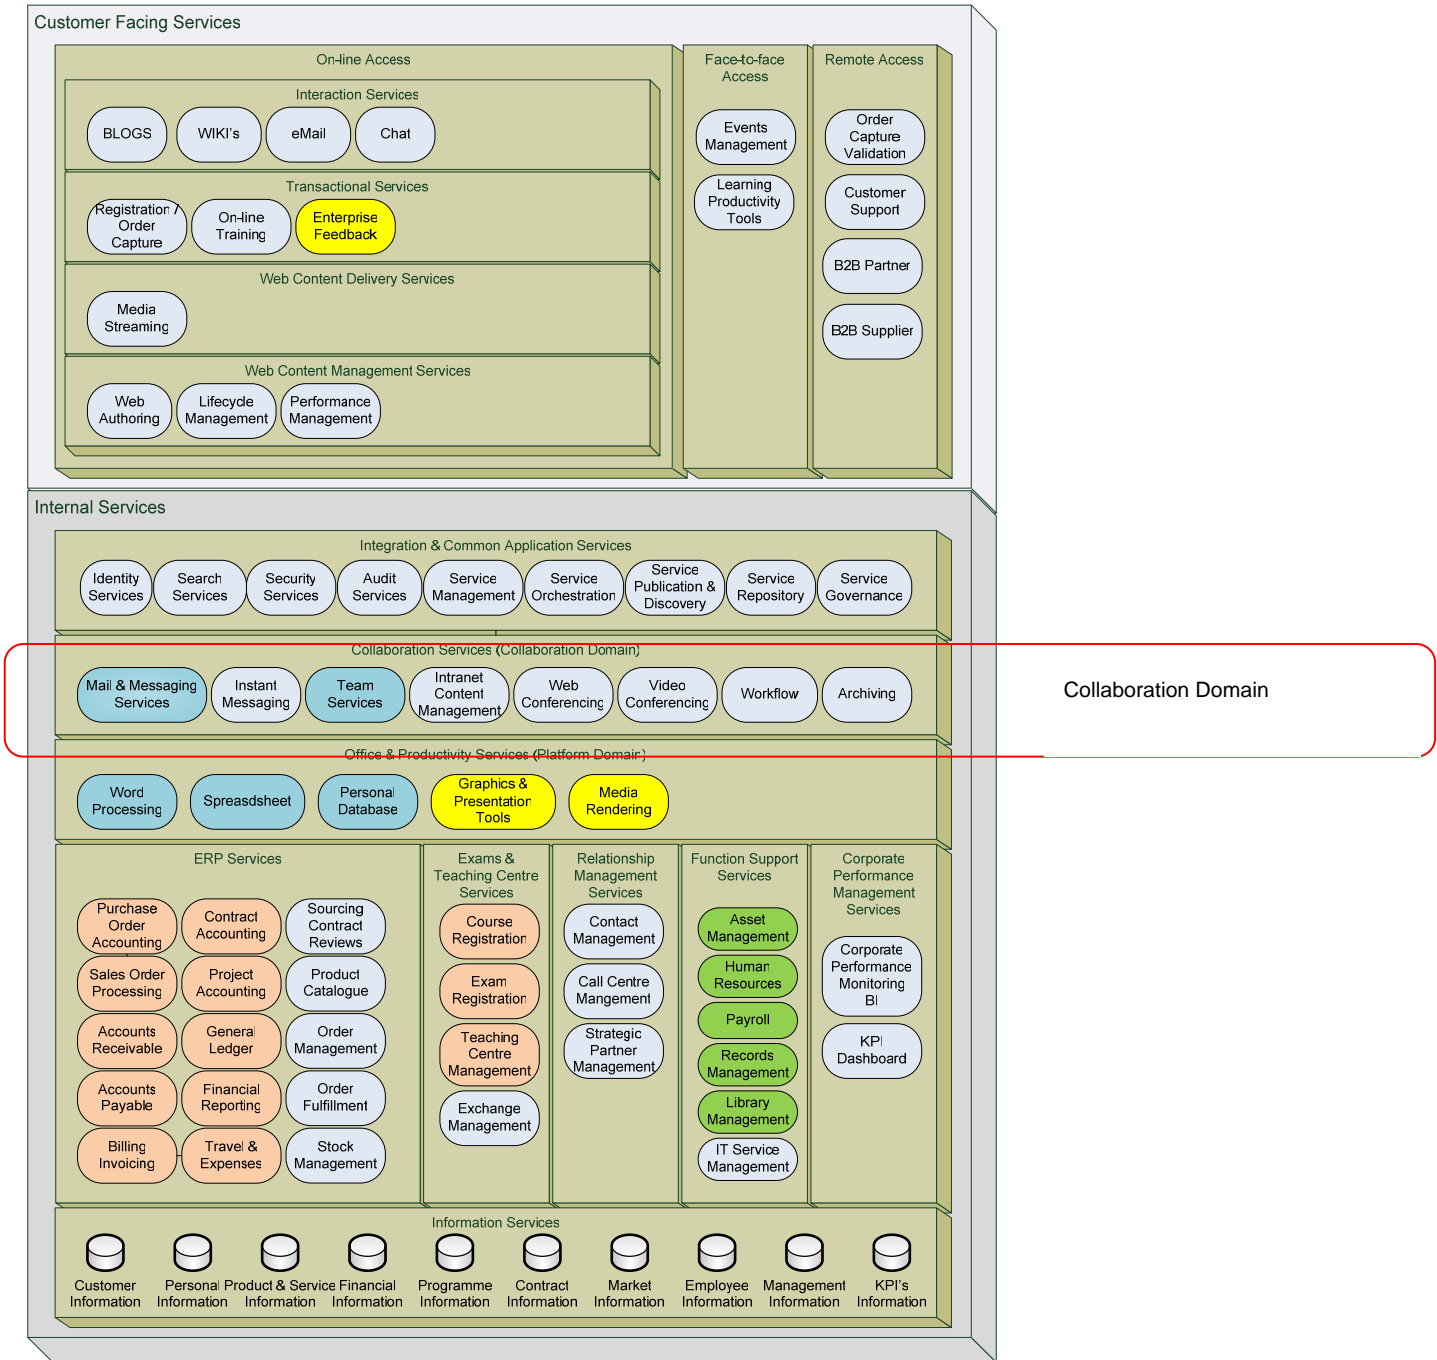 Customer Facing Services
On-line Access
Interaction Services
BLOGS
WIKI's
eMail
Chat
Transactional Services
Registration /
Order
Capture
On-line
Training
Enterprise
Feedback
Web Content Delivery Services
Media
Streaming
Web Content Management Services
Web
Authoring
Lifecycle
Management
Performance
Management
Face-to-face
Access
Events
Management
Learning
Productivity
Tools
Remote Access
Order
Capture
Validation
Customer
Support
B2B Partner
B2B Supplier
Internal Services
Integration & Common Application Services
Identity
Services
Search
Services
Security
Services
Audit
Services
Service
Management
Service
Orchestration
Service
Publication &
Discovery
Service
Repository
Service
Governance
Collaboration Services (Collaboration Domain)
Mail & Messaging
Services
Instant
Messaging
Team
Services
Intranet
Content
Management
Web
Conferencing
Video
Conferencing
Workflow
Archiving
Collaboration Domain
Office & Productivity Services (Platform Domain)
Word
Processing
Spreasdsheet
Personal
Database
Graphics &
Presentation
Tools
Media
Rendering
ERP Services
Purchase
Order
Accounting
Contract
Accounting
Sourcing
Contract
Reviews
Sales Order
Processing
Project
Accounting
Product
Catalogue
Accounts
Receivable
General
Ledger
Order
Management
Accounts
Payable
Financial
Reporting
Order
Fulfillment
Billing
Invoicing
Travel &
Expenses
Stock
Management
Exams &
Teaching Centre
Services
Course
Registration
Exam
Registration
Teaching
Centre
Management
Exchange
Management
Relationship
Management
Services
Contact
Management
Call Centre
Mangement
Strategic
Partner
Management
Function Support
Services
Asset
Management
Human
Resources
Payroll
Records
Management
Library
Management
IT Service
Management
Corporate
Performance
Management
Services
Corporate
Performance
Monitoring
BI
KPI
Dashboard
Information Services
Customer
Information
Personal
Information
Product & Service
Information
Financial
Information
Programme
Information
Contract
Information
Market
Information
Employee
Information
Management
Information
KPI's
Information